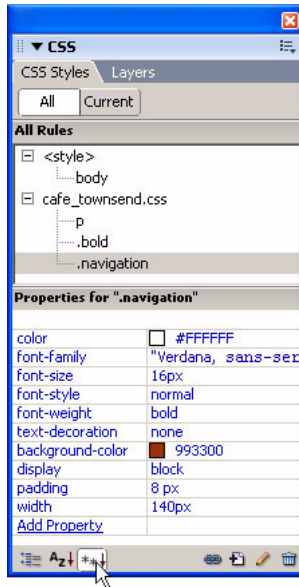 CSS
CSS Styles Layers
All Current
All Rules
<style>
body
cafe_townsend.css
p
.bold
.navigation
Properties for ".navigation"
color #FFFFFF
font-family "Verdana, sans-ser
font-size 16px
font-style normal
font-weight bold
text-decoration none
background-color 993300
display block
padding 8 px
width 140px
Add Property
Az↓ **↓